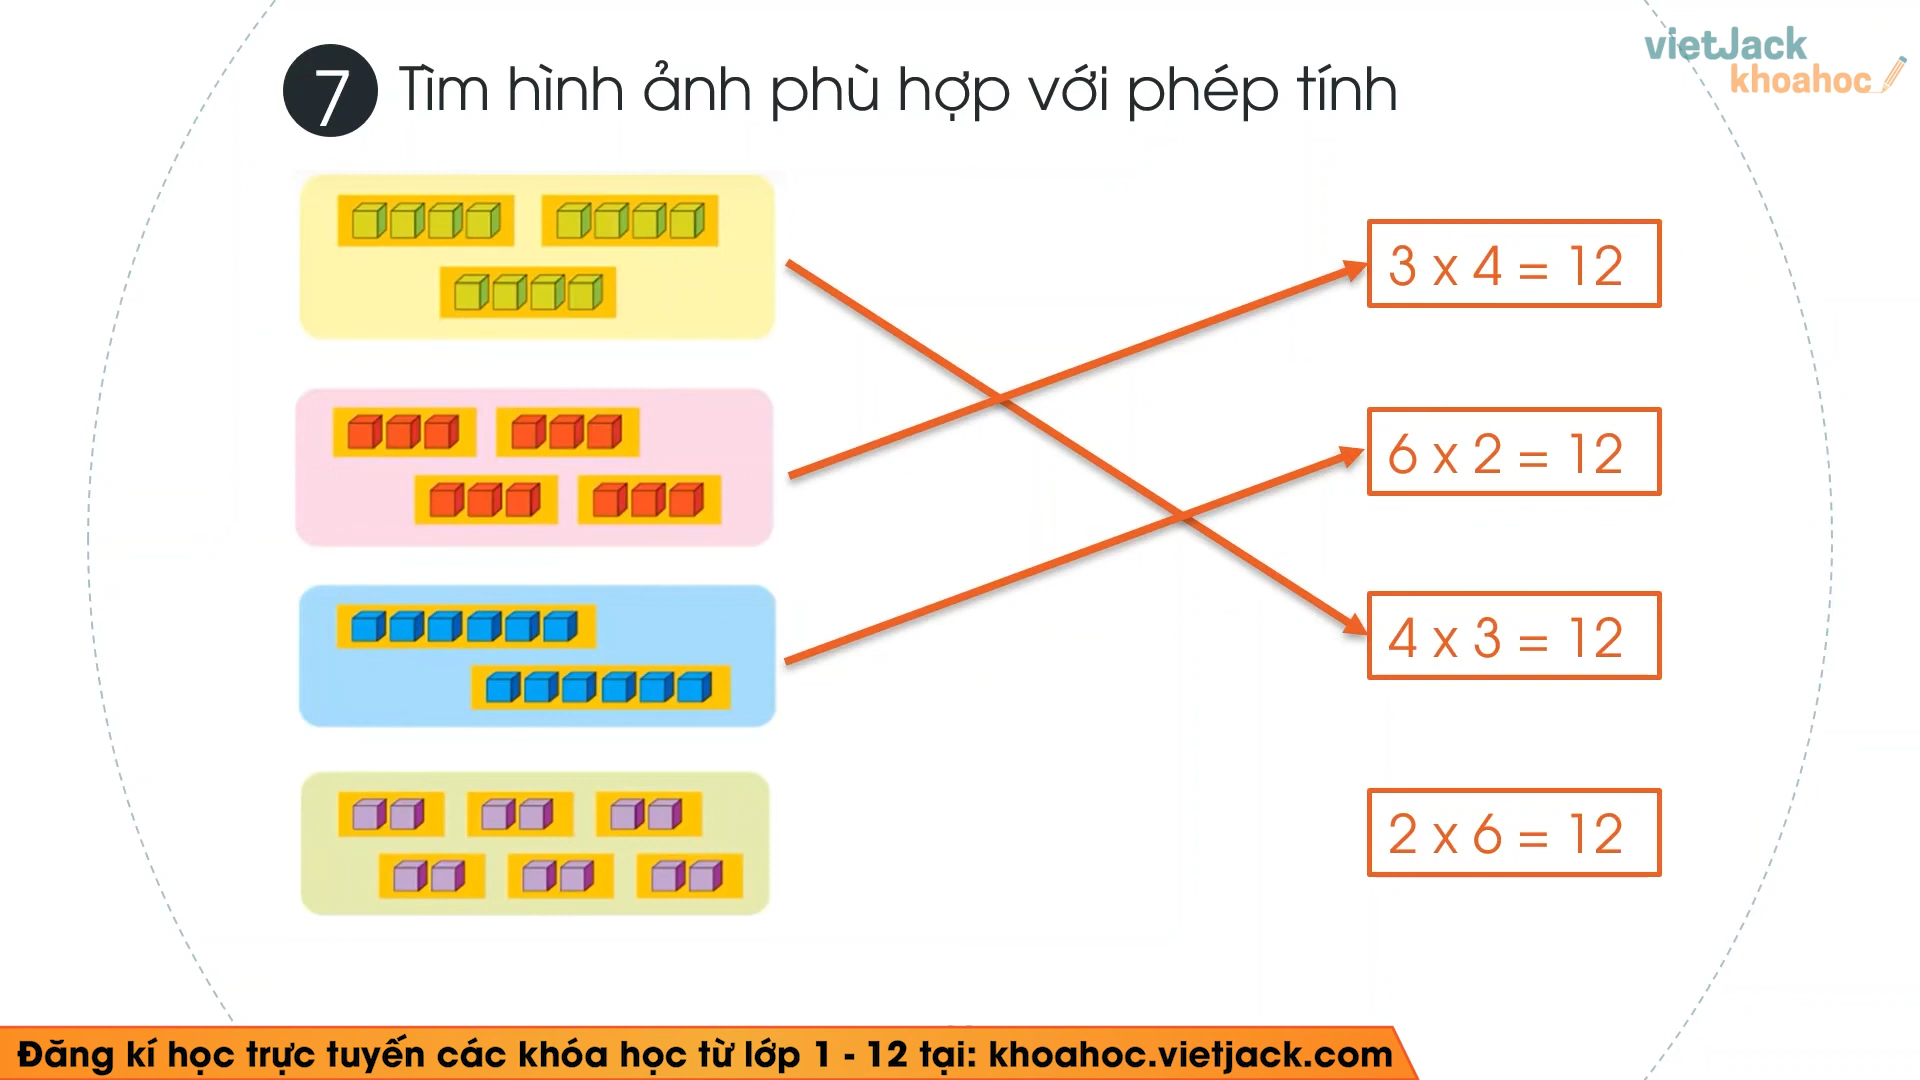 vietJack
khoahoc
7 Tìm hình ảnh phù hợp với phép tính
3 x 4 = 12
6 x 2 = 12
4 x 3 = 12
2 x 6 = 12
Đăng kí học trực tuyến các khóa học từ lớp 1 - 12 tại: khoahoc.vietjack.com